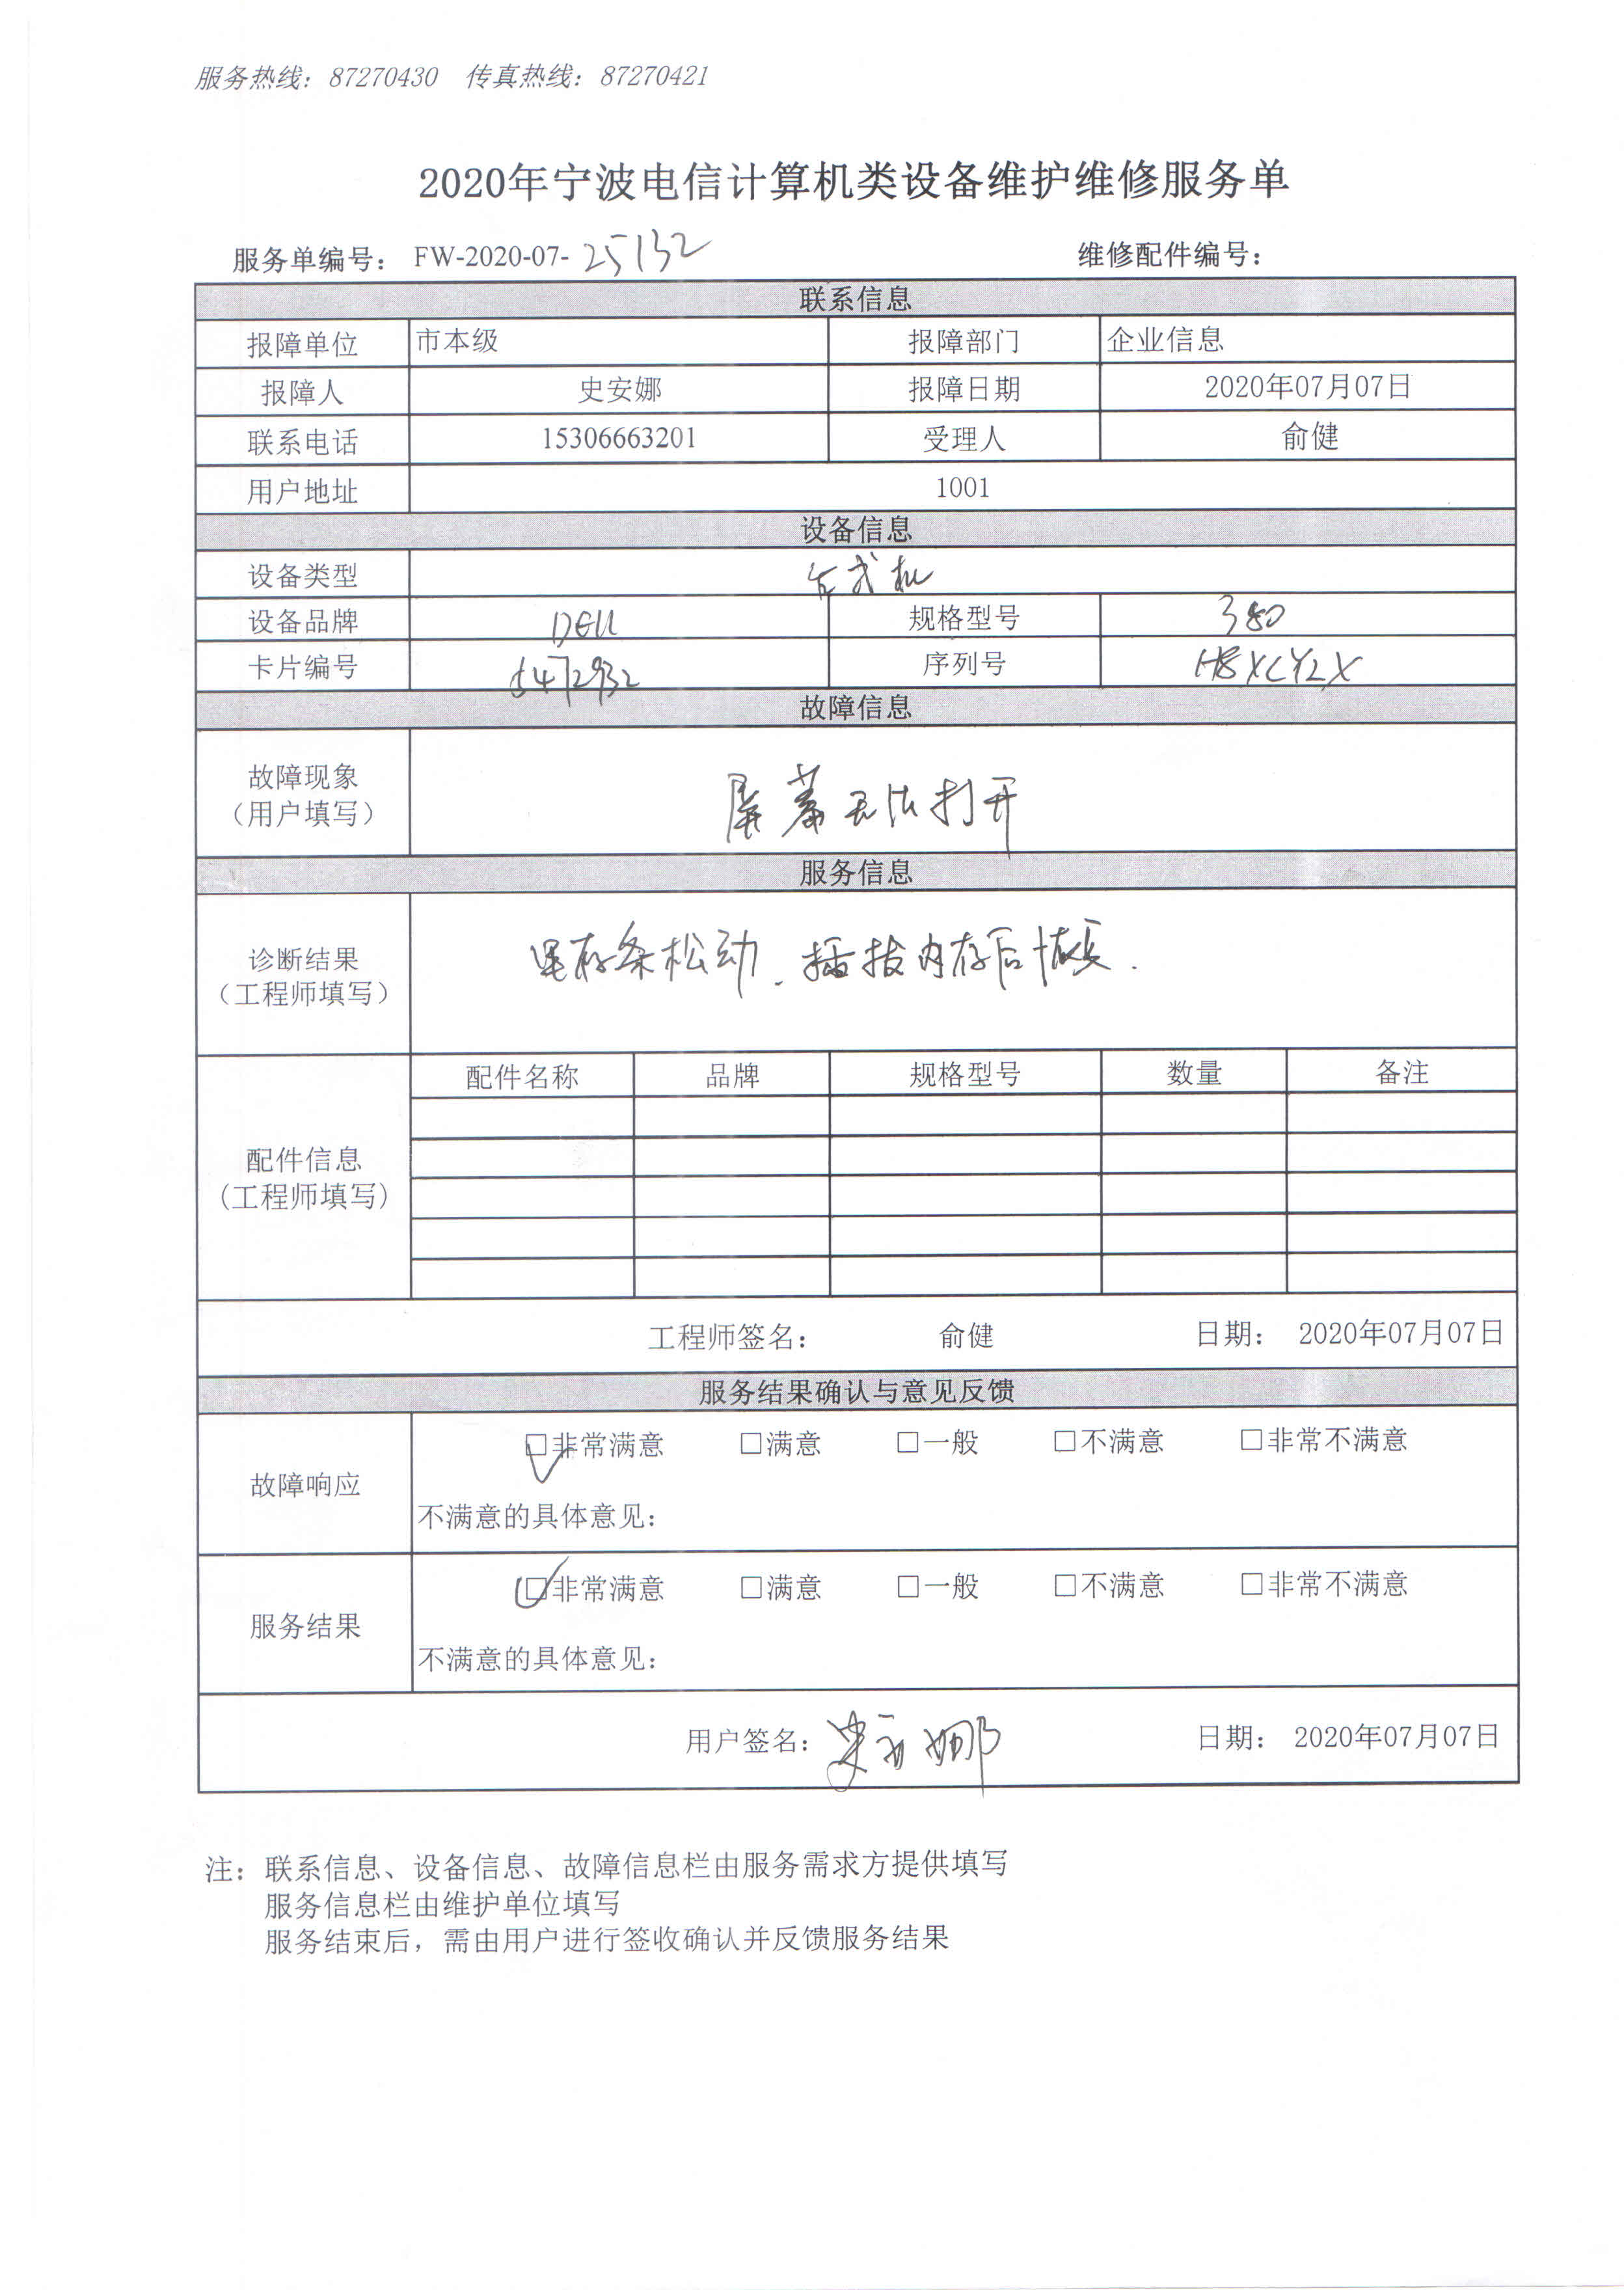 服务热线：87270430 传真热线：87270421
2020年宁波电信计算机类设备维护维修服务单
服务单编号： FW-2020-07-25132 维修配件编号：
联系信息
报障单位 市本级 报障部门 企业信息
报障人 史安娜 报障日期 2020年07月07日
联系电话 15306663201 受理人 俞健
用户地址 1001
设备信息
设备类型 台式机
设备品牌 DELL 规格型号 380
卡片编号 序列号 H8XCY2X
故障信息
故障现象
（用户填写）
屏幕无法打开
服务信息
诊断结果
（工程师填写）
存条松动. 插拔内存后恢复.
配件名称 品牌 规格型号 数量 备注
配件信息
（工程师填写）
工程师签名： 俞健 日期： 2020年07月07日
服务结果确认与意见反馈
故障响应
□非常满意 □满意 □一般 □不满意 □非常不满意
不满意的具体意见：
服务结果
□非常满意 □满意 □一般 □不满意 □非常不满意
不满意的具体意见：
用户签名： 史安娜 日期： 2020年07月07日
注：联系信息、设备信息、故障信息栏由服务需求方提供填写
服务信息栏由维护单位填写
服务结束后，需由用户进行签收确认并反馈服务结果